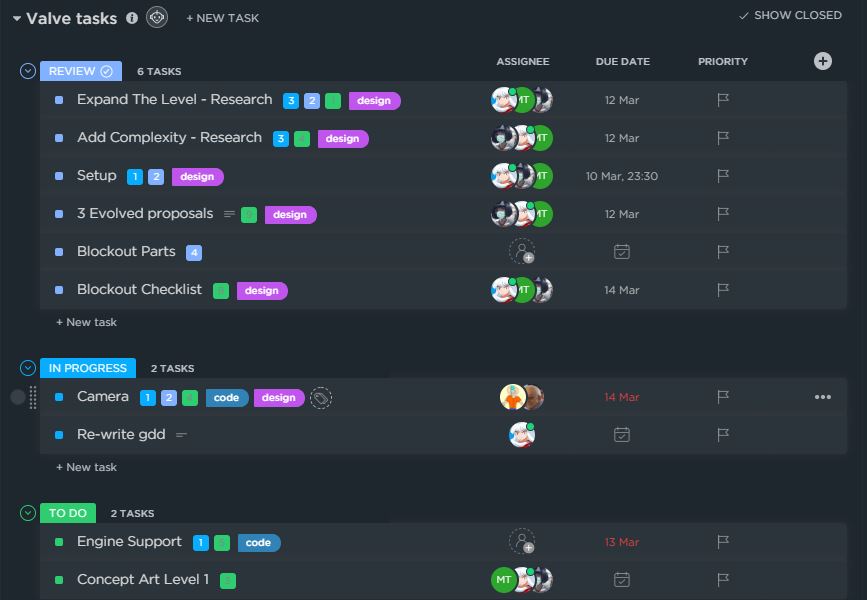 Valve tasks + NEW TASK SHOW CLOSED
REVIEW 6 TASKS ASSIGNEE DUE DATE PRIORITY
Expand The Level - Research 3 2 design MT 12 Mar
Add Complexity - Research 3 design MT 12 Mar
Setup 1 2 design MT 10 Mar, 23:30
3 Evolved proposals design MT 12 Mar
Blockout Parts 4
Blockout Checklist design MT 14 Mar
+ New task
IN PROGRESS 2 TASKS
Camera 1 2 code design 14 Mar
Re-write gdd
+ New task
TO DO 2 TASKS
Engine Support 1 code 13 Mar
Concept Art Level 1 MT